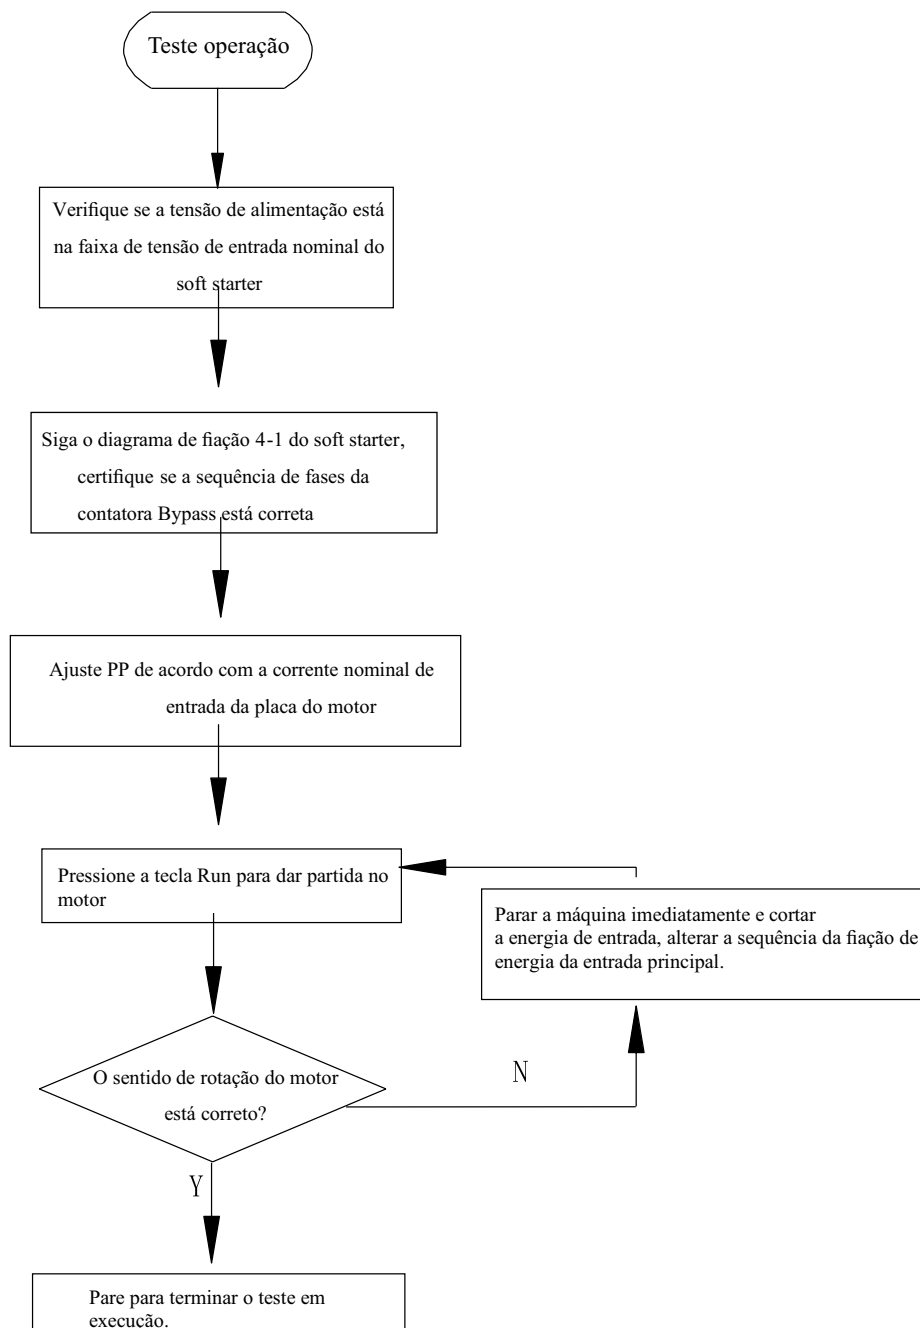 Teste operação
Verifique se a tensão de alimentação está
na faixa de tensão de entrada nominal do
soft starter
Siga o diagrama de fiação 4-1 do soft starter,
certifique se a sequência de fases da
contatora Bypass está correta
Ajuste PP de acordo com a corrente nominal de
entrada da placa do motor
Pressione a tecla Run para dar partida no
motor
Parar a máquina imediatamente e cortar
a energia de entrada, alterar a sequência da fiação de
energia da entrada principal.
O sentido de rotação do motor
está correto?
N
Y
Pare para terminar o teste em
execução.